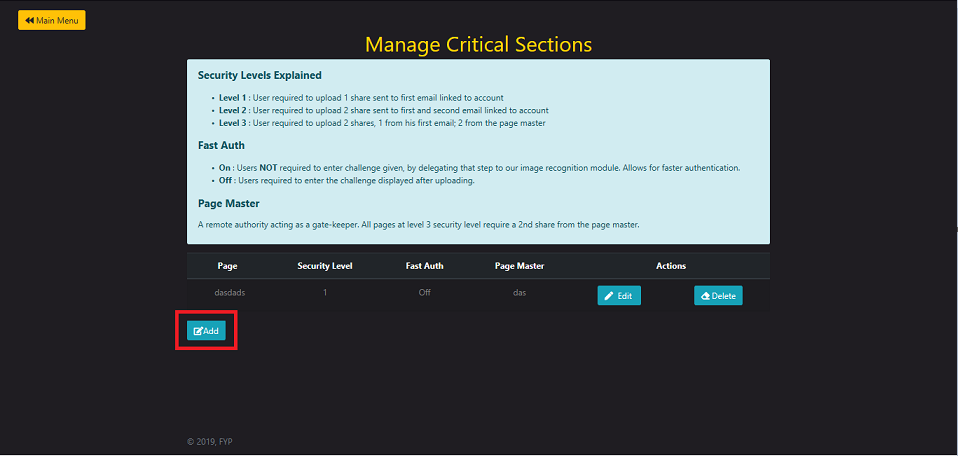 Main Menu
Manage Critical Sections
Security Levels Explained
• Level 1 : User required to upload 1 share sent to first email linked to account
• Level 2 : User required to upload 2 share sent to first and second email linked to account
• Level 3 : User required to upload 2 shares, 1 from his first email; 2 from the page master
Fast Auth
• On : Users NOT required to enter challenge given, by delegating that step to our image recognition module. Allows for faster authentication.
• Off : Users required to enter the challenge displayed after uploading.
Page Master
A remote authority acting as a gate-keeper. All pages at level 3 security level require a 2nd share from the page master.
Page Security Level Fast Auth Page Master Actions
dasdads 1 Off das Edit Delete
Add
© 2019, FYP